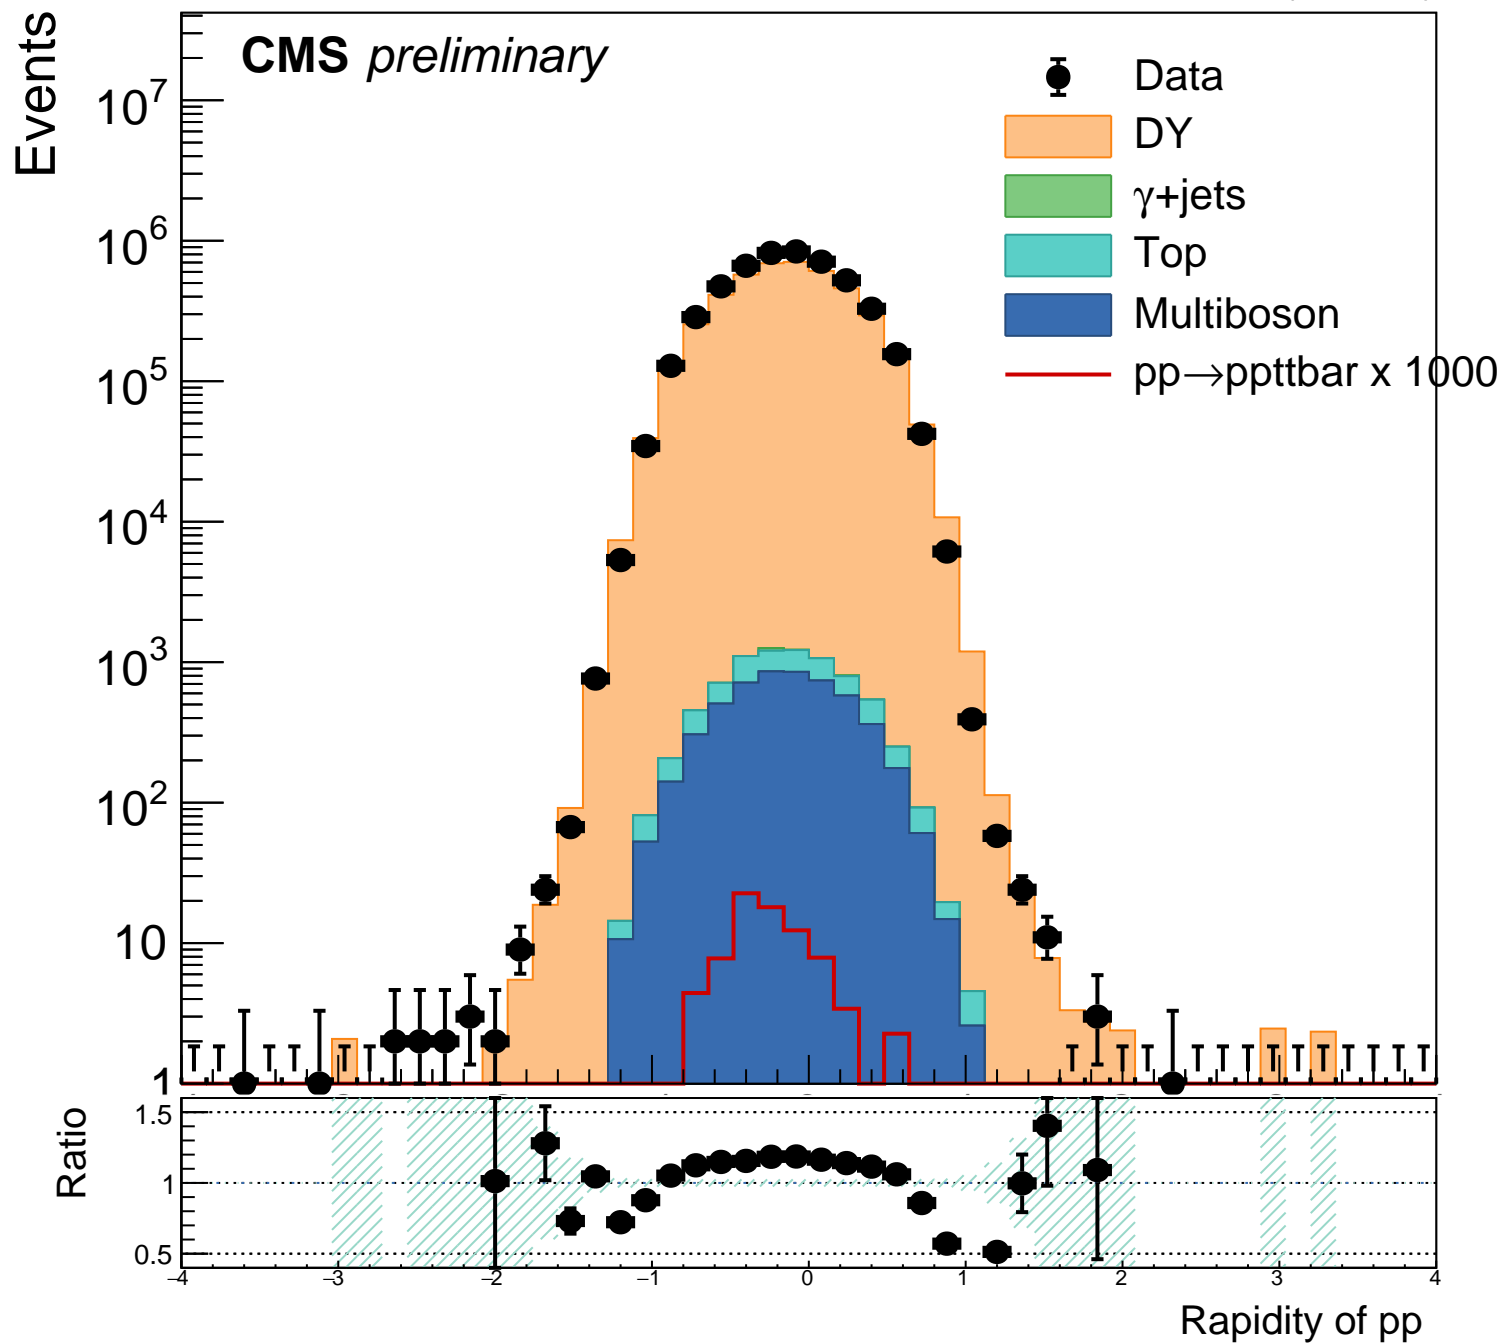 CMS preliminary
Events
10^7
10^6
10^5
10^4
10^3
10^2
10
1
Data
DY
γ+jets
Top
Multiboson
pp→ppttbar x 1000
Ratio
1.5
1
0.5
−4 −3 −2 −1 0 1 2 3 4
Rapidity of pp